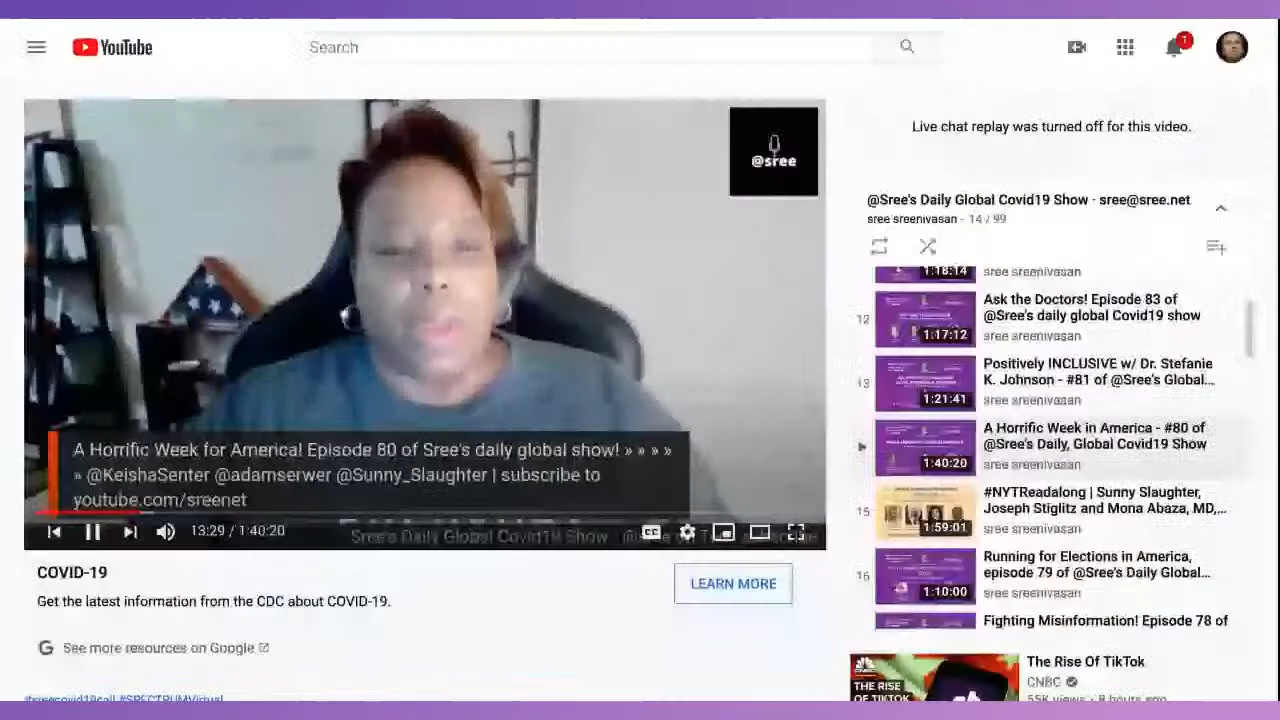 YouTube
Search
1
@sree
Live chat replay was turned off for this video.
@Sree's Daily Global Covid19 Show · sree@sree.net
sree sreenivasan - 14 / 99
1:18:14
sree sreenivasan
12
1:17:12
Ask the Doctors! Episode 83 of
@Sree's daily global Covid19 show
sree sreenivasan
13
1:21:41
Positively INCLUSIVE w/ Dr. Stefanie
K. Johnson - #81 of @Sree's Global...
sree sreenivasan
1:40:20
A Horrific Week in America - #80 of
@Sree's Daily, Global Covid19 Show
sree sreenivasan
15
1:59:01
#NYTReadalong | Sunny Slaughter,
Joseph Stiglitz and Mona Abaza, MD,...
sree sreenivasan
16
1:10:00
Running for Elections in America,
episode 79 of @Sree's Daily Global...
sree sreenivasan
Fighting Misinformation! Episode 78 of
A Horrific Week for America! Episode 80 of Sree's daily global show! » » » »
» @KeishaSenter @adamserwer @Sunny_Slaughter | subscribe to
youtube.com/sreenet
13:29 / 1:40:20
Sree's Daily Global Covid19 Show
CC
COVID-19
Get the latest information from the CDC about COVID-19.
LEARN MORE
See more resources on Google
#sreecovid19call #SPECTRUMVirtual
THE RISE
OF TIKTOK
The Rise Of TikTok
CNBC
55K views · 8 hours ago